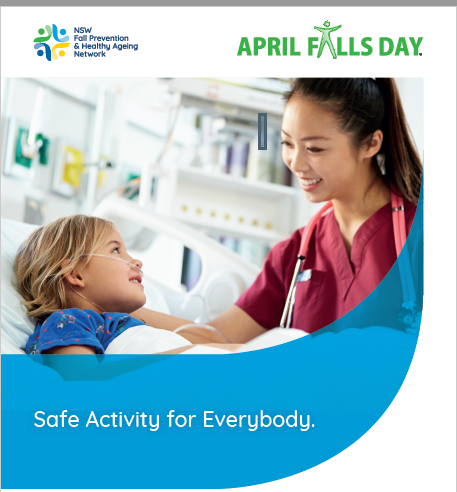 NSW
Fall Prevention
& Healthy Ageing
Network
APRIL FALLS DAY
Safe Activity for Everybody.